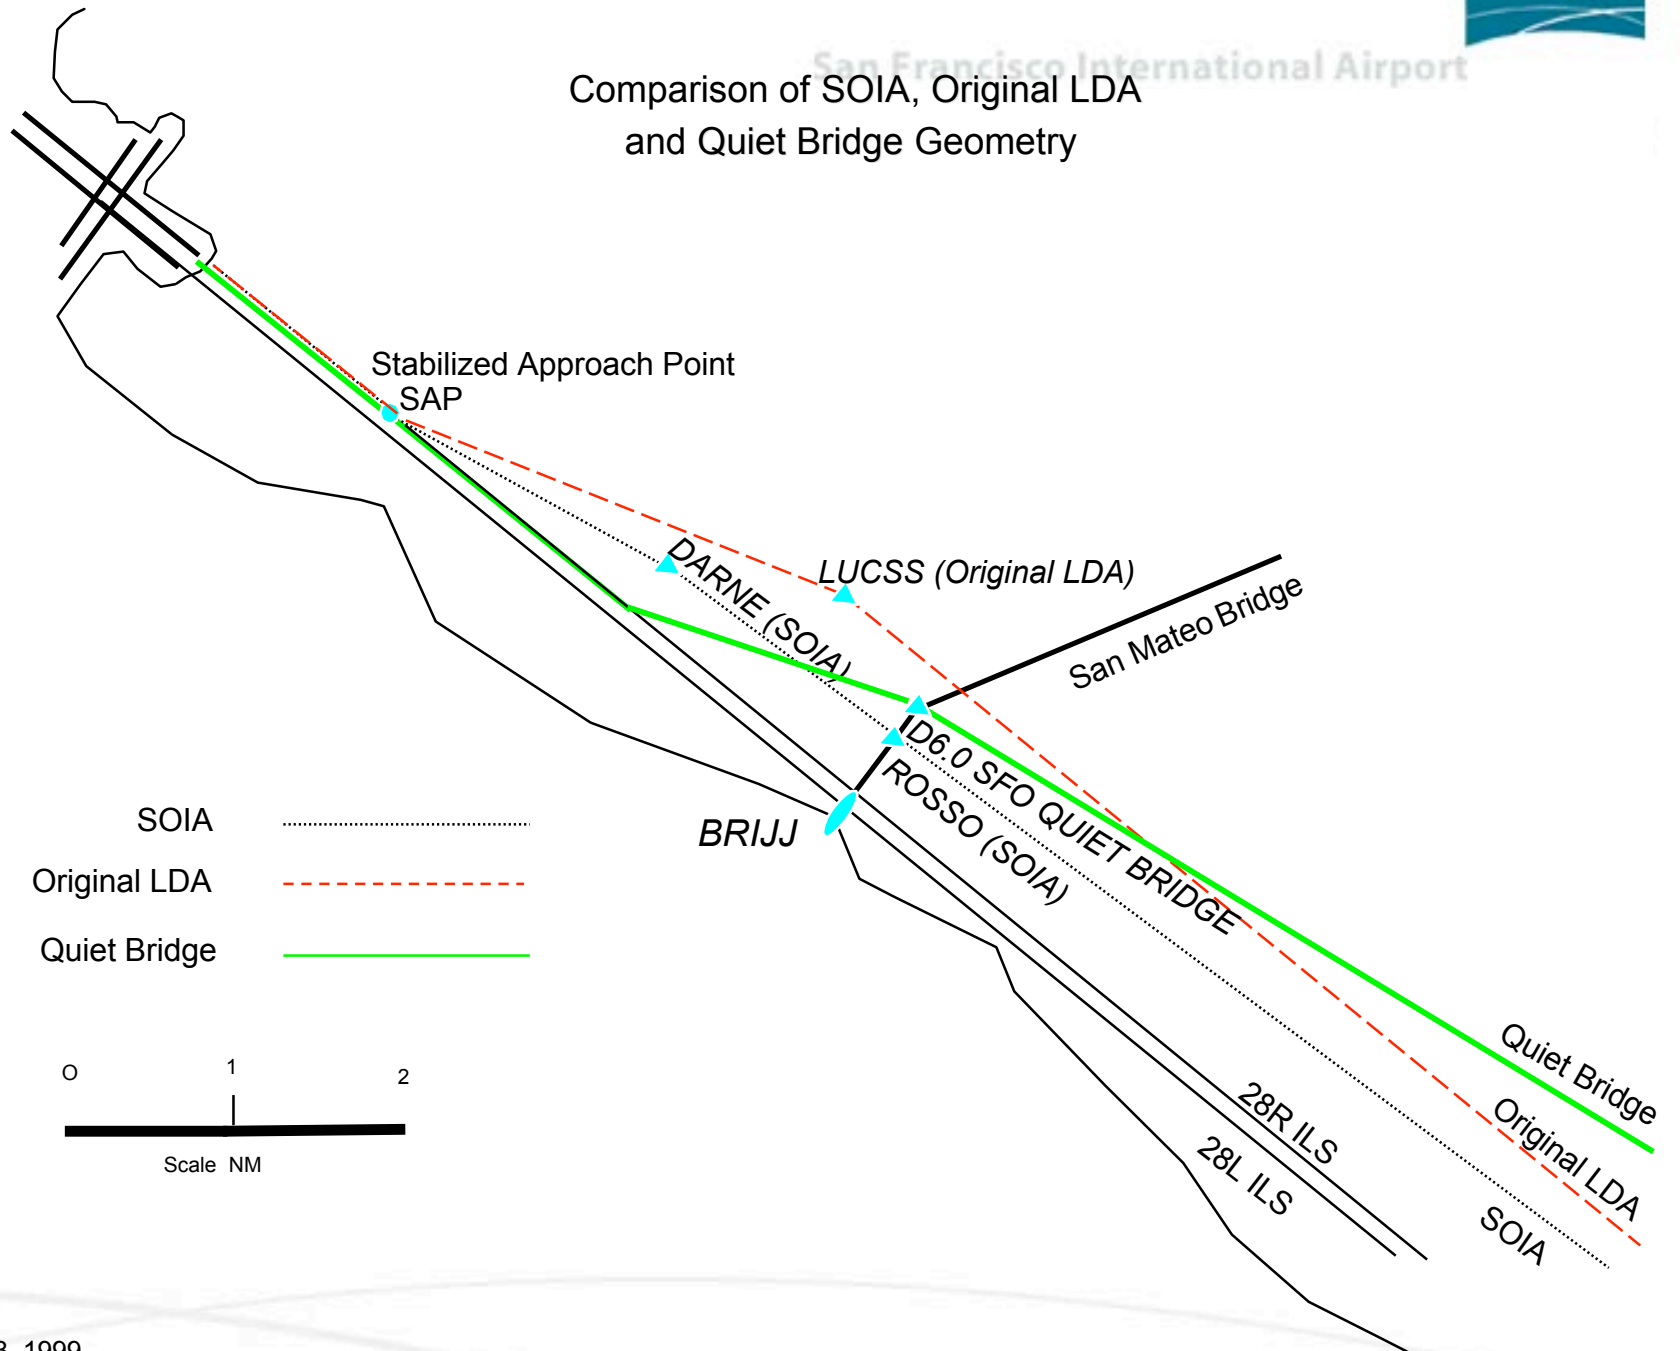 San Francisco International Airport
Comparison of SOIA, Original LDA
and Quiet Bridge Geometry
Stabilized Approach Point
SAP
DARNE (SOIA)
LUCSS (Original LDA)
San Mateo Bridge
D6.0 SFO QUIET BRIDGE
ROSSO (SOIA)
BRIJJ
SOIA
Original LDA
Quiet Bridge
O 1 2
Scale NM
28R ILS
28L ILS
Quiet Bridge
Original LDA
SOIA
1999